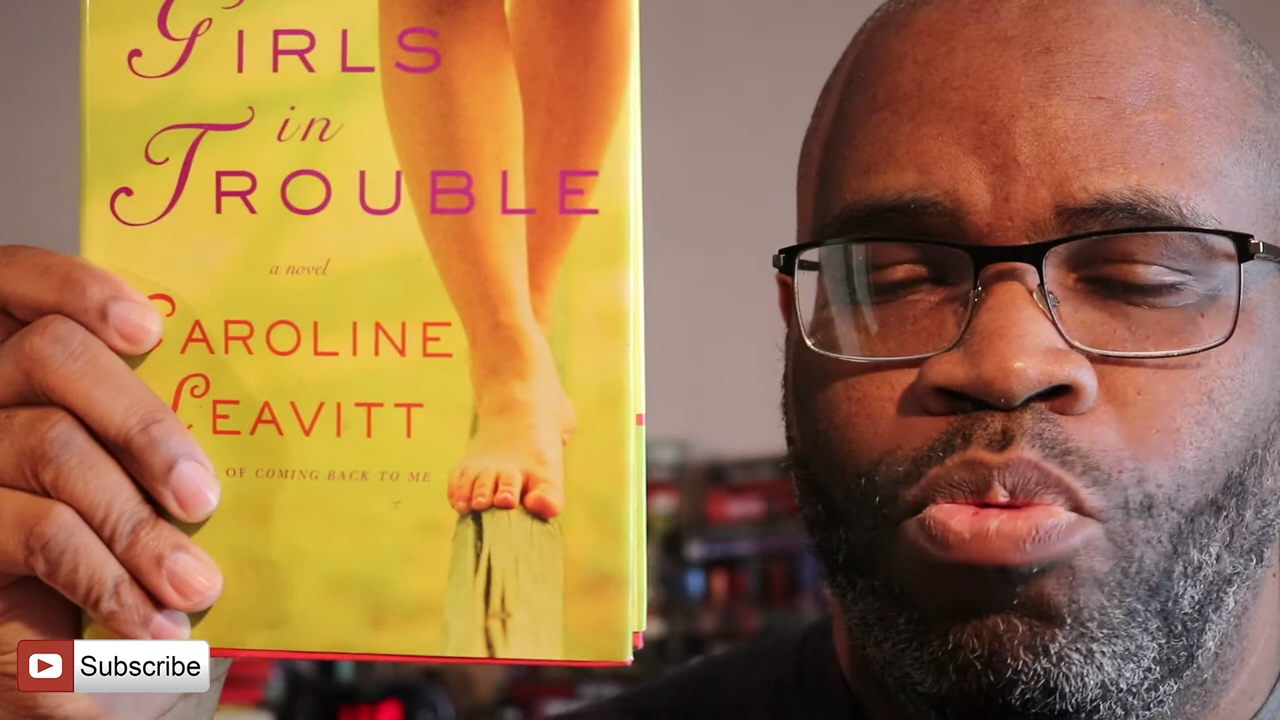 GIRLS
in
TROUBLE
a novel
CAROLINE
LEAVITT
OF COMING BACK TO ME
Subscribe